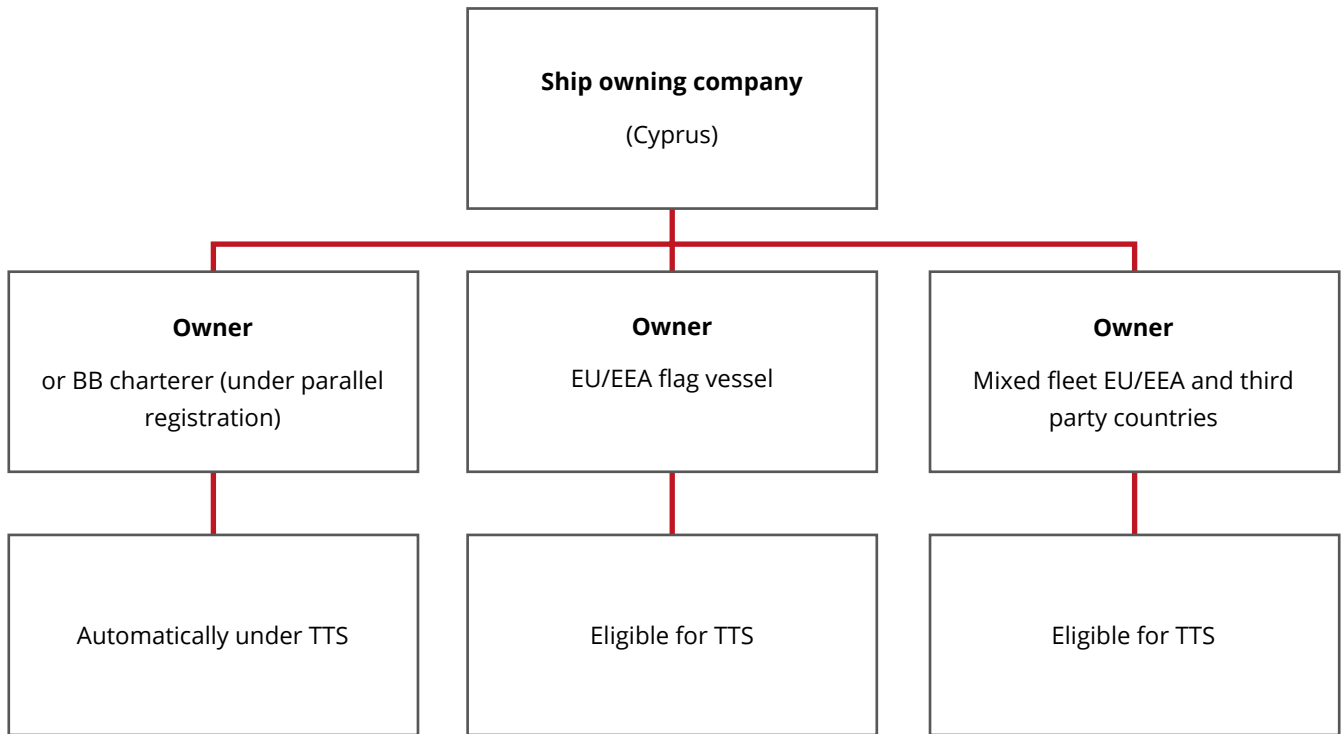 Ship owning company
(Cyprus)
Owner
or BB charterer (under parallel
registration)
Owner
EU/EEA flag vessel
Owner
Mixed fleet EU/EEA and third
party countries
Automatically under TTS
Eligible for TTS
Eligible for TTS